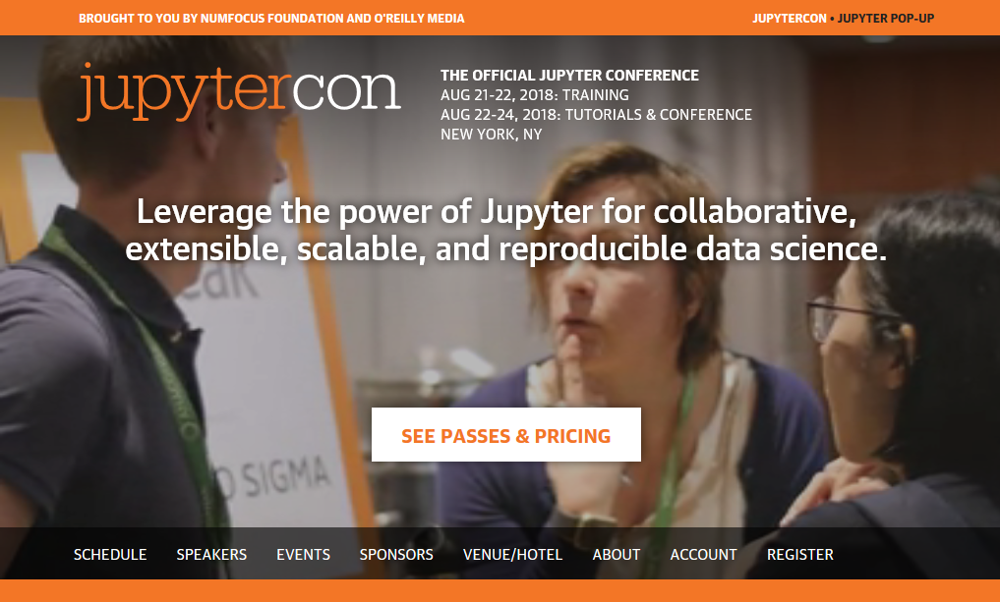 BROUGHT TO YOU BY NUMFOCUS FOUNDATION AND O'REILLY MEDIA
JUPYTERCON • JUPYTER POP-UP
jupytercon
THE OFFICIAL JUPYTER CONFERENCE
AUG 21-22, 2018: TRAINING
AUG 22-24, 2018: TUTORIALS & CONFERENCE
NEW YORK, NY
Leverage the power of Jupyter for collaborative,
extensible, scalable, and reproducible data science.
SEE PASSES & PRICING
SIGMA
SCHEDULE SPEAKERS EVENTS SPONSORS VENUE/HOTEL ABOUT ACCOUNT REGISTER